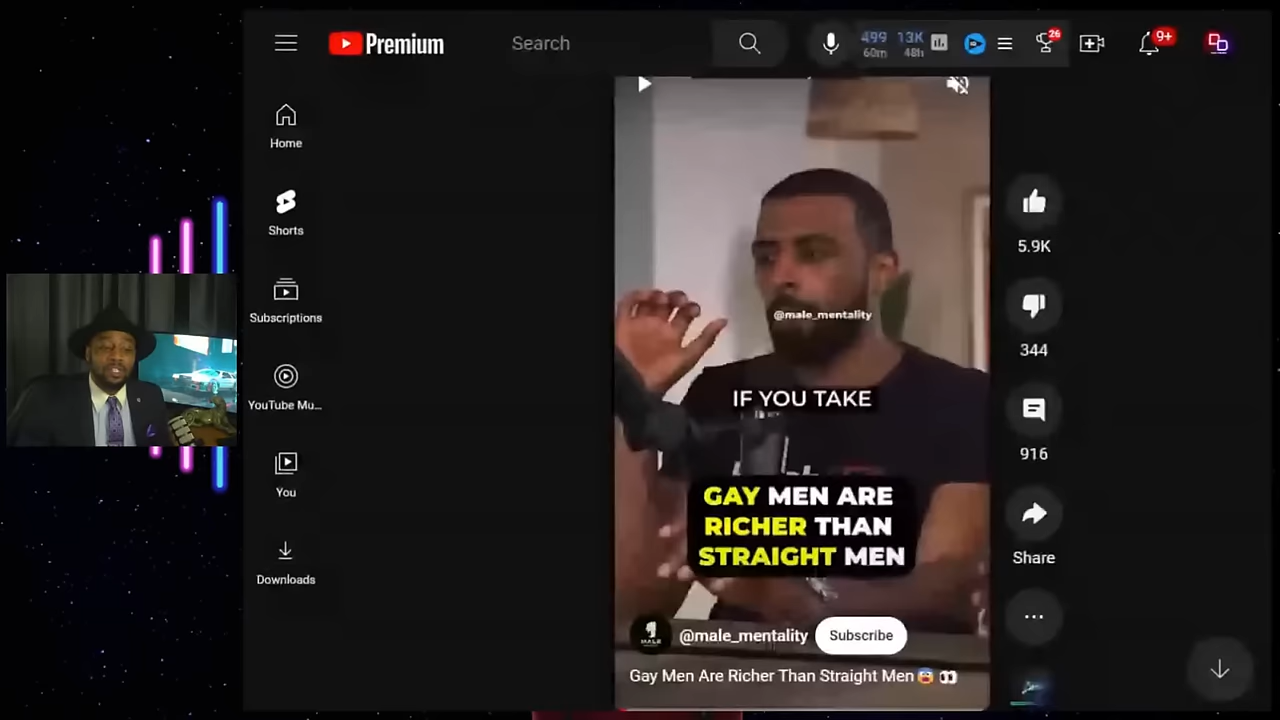 Premium
Search
499
60m
13K
48h
26
9+
Home
Shorts
Subscriptions
YouTube Mu...
You
Downloads
@male_mentality
IF YOU TAKE
GAY MEN ARE
RICHER THAN
STRAIGHT MEN
@male_mentality
Subscribe
Gay Men Are Richer Than Straight Men
5.9K
344
916
Share